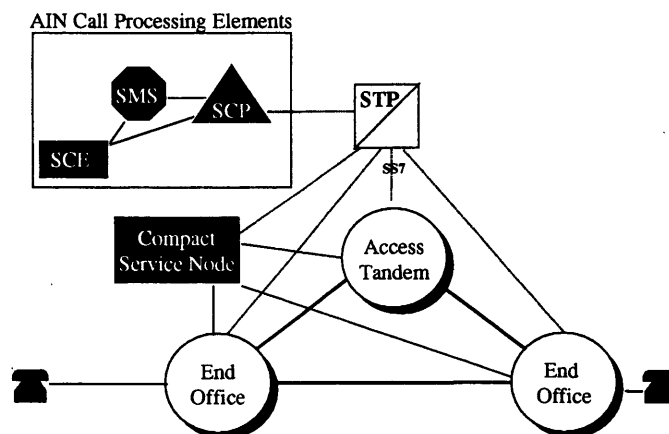 AIN Call Processing Elements
SMS
SCP
SCE
STP
SS7
Compact
Service Node
Access
Tandem
End
Office
End
Office